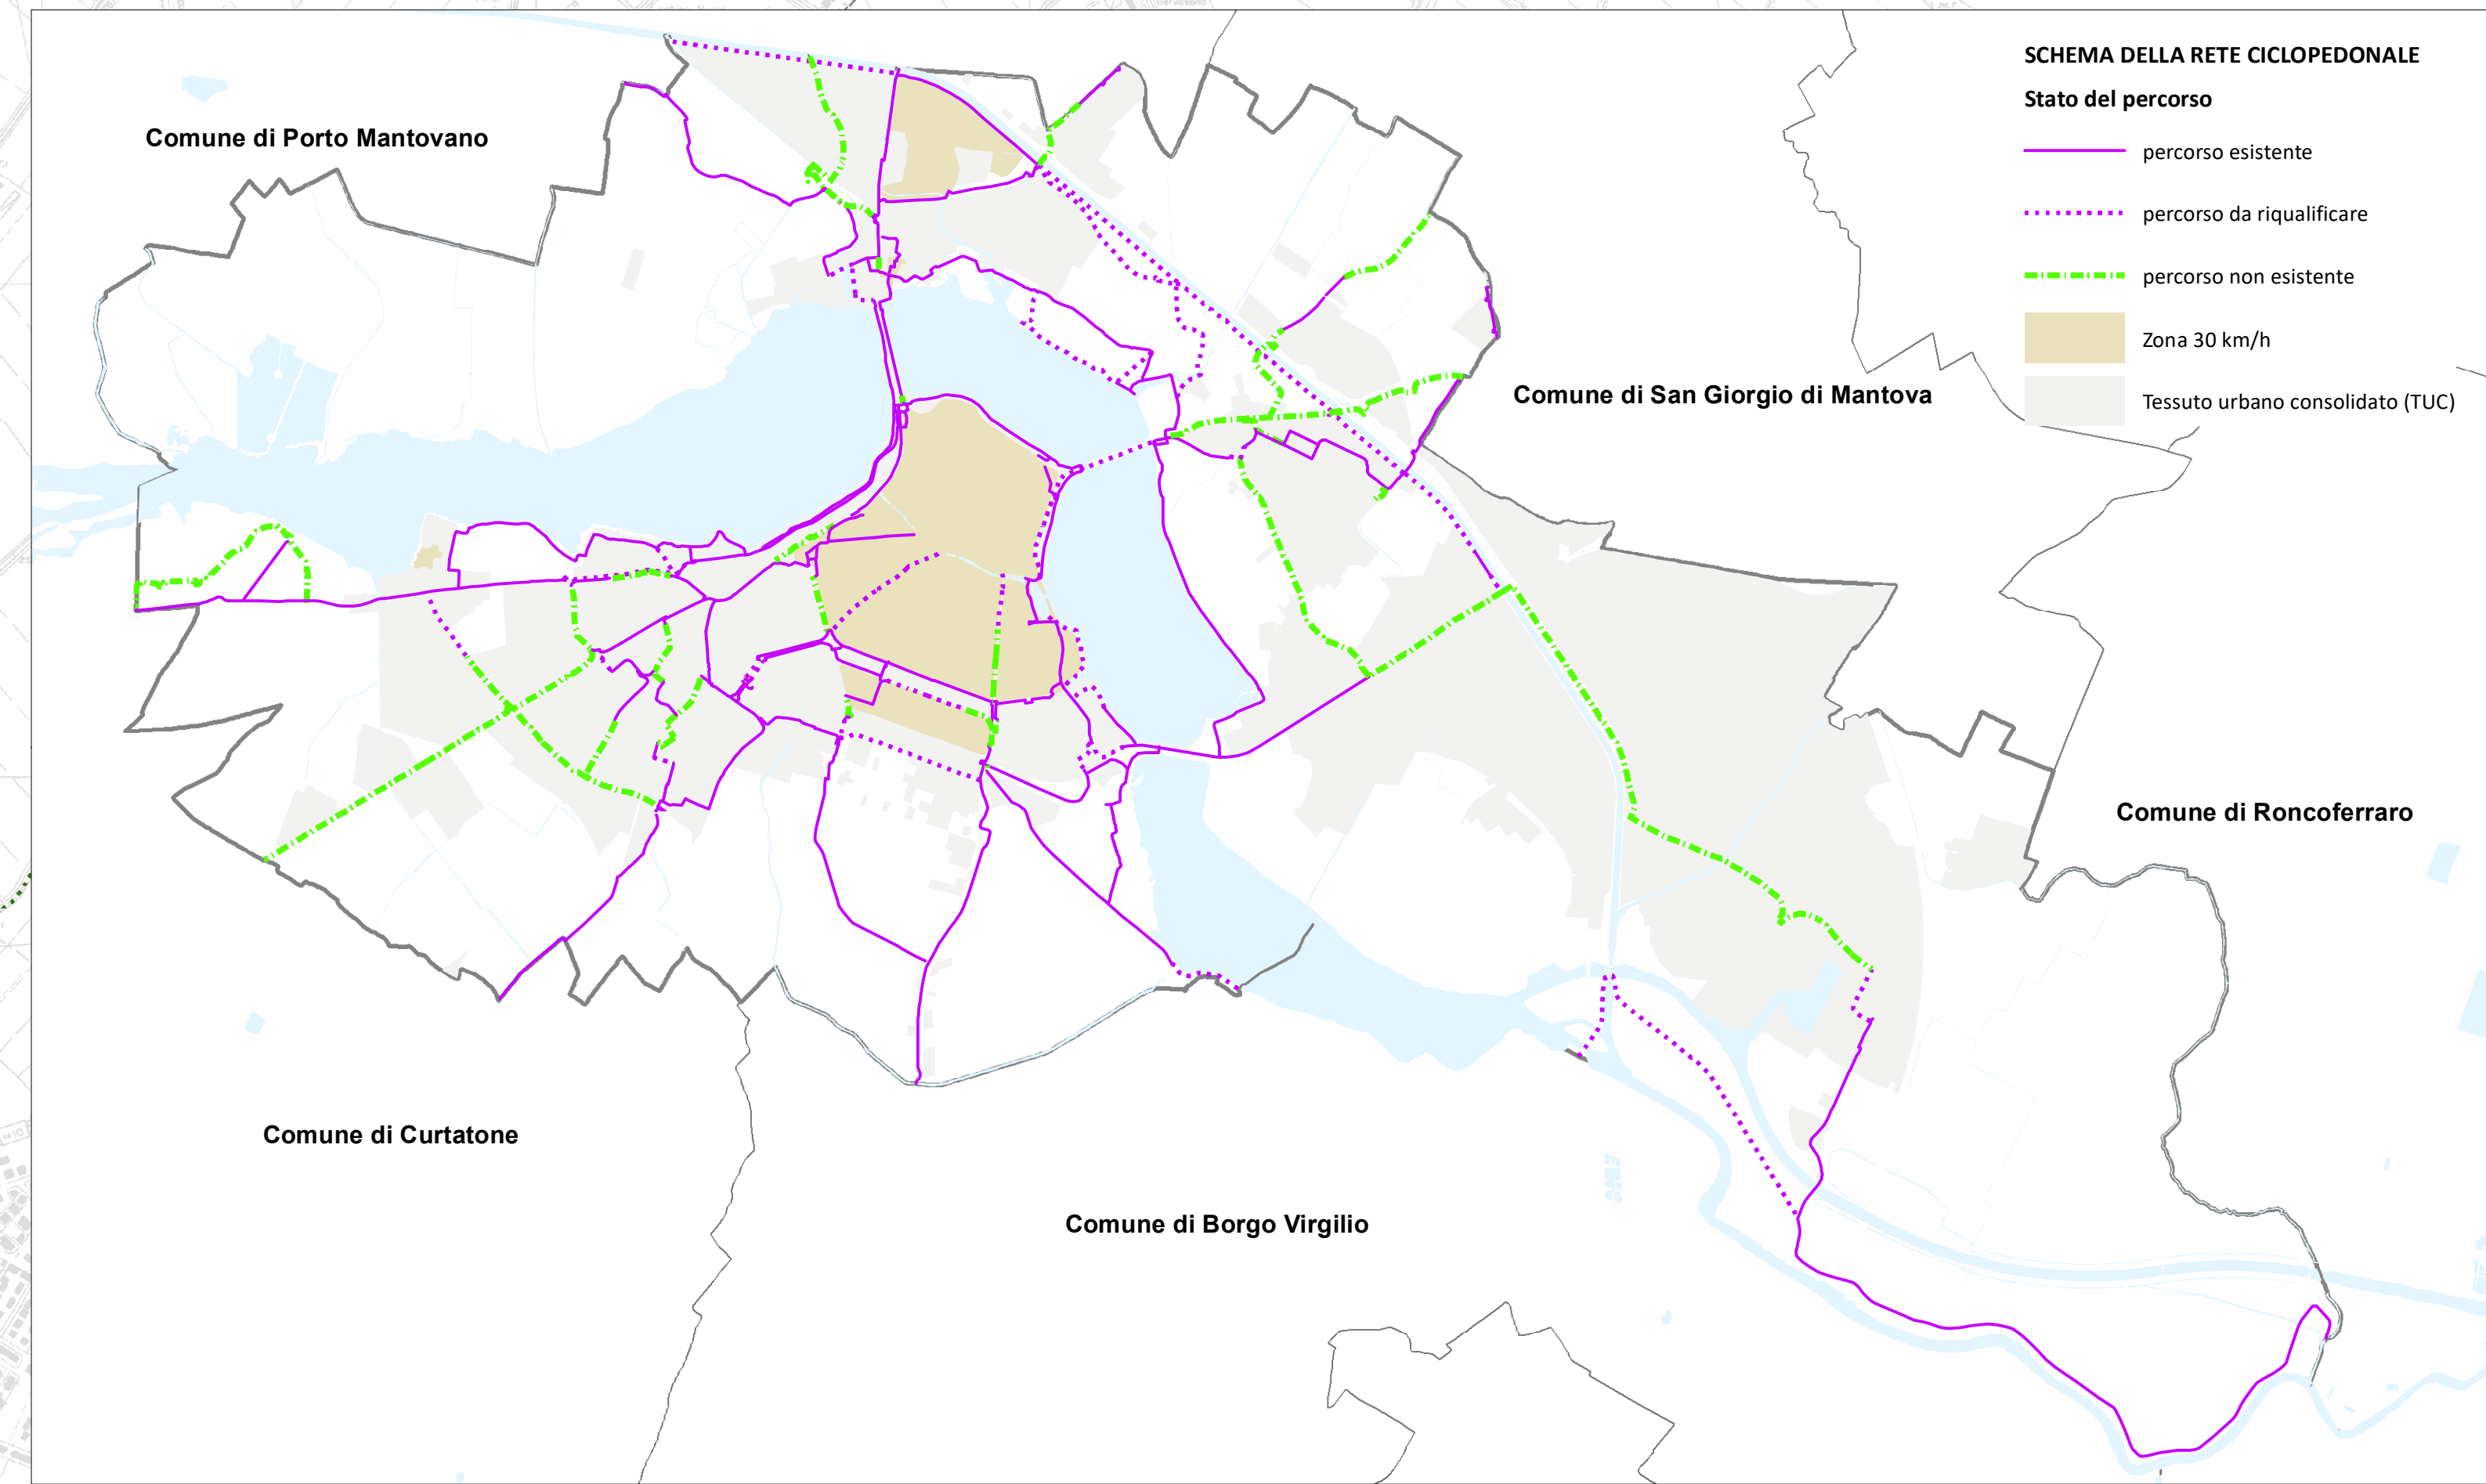 SCHEMA DELLA RETE CICLOPEDONALE
Stato del percorso
percorso esistente
percorso da riqualificare
percorso non esistente
Zona 30 km/h
Tessuto urbano consolidato (TUC)
Comune di Porto Mantovano
Comune di San Giorgio di Mantova
Comune di Roncoferraro
Comune di Curtatone
Comune di Borgo Virgilio